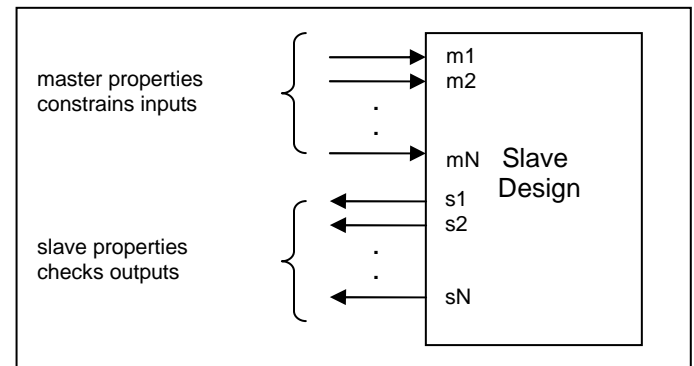 master properties
constrains inputs
m1
m2
.
.
mN
Slave
Design
s1
s2
slave properties
checks outputs
.
.
sN